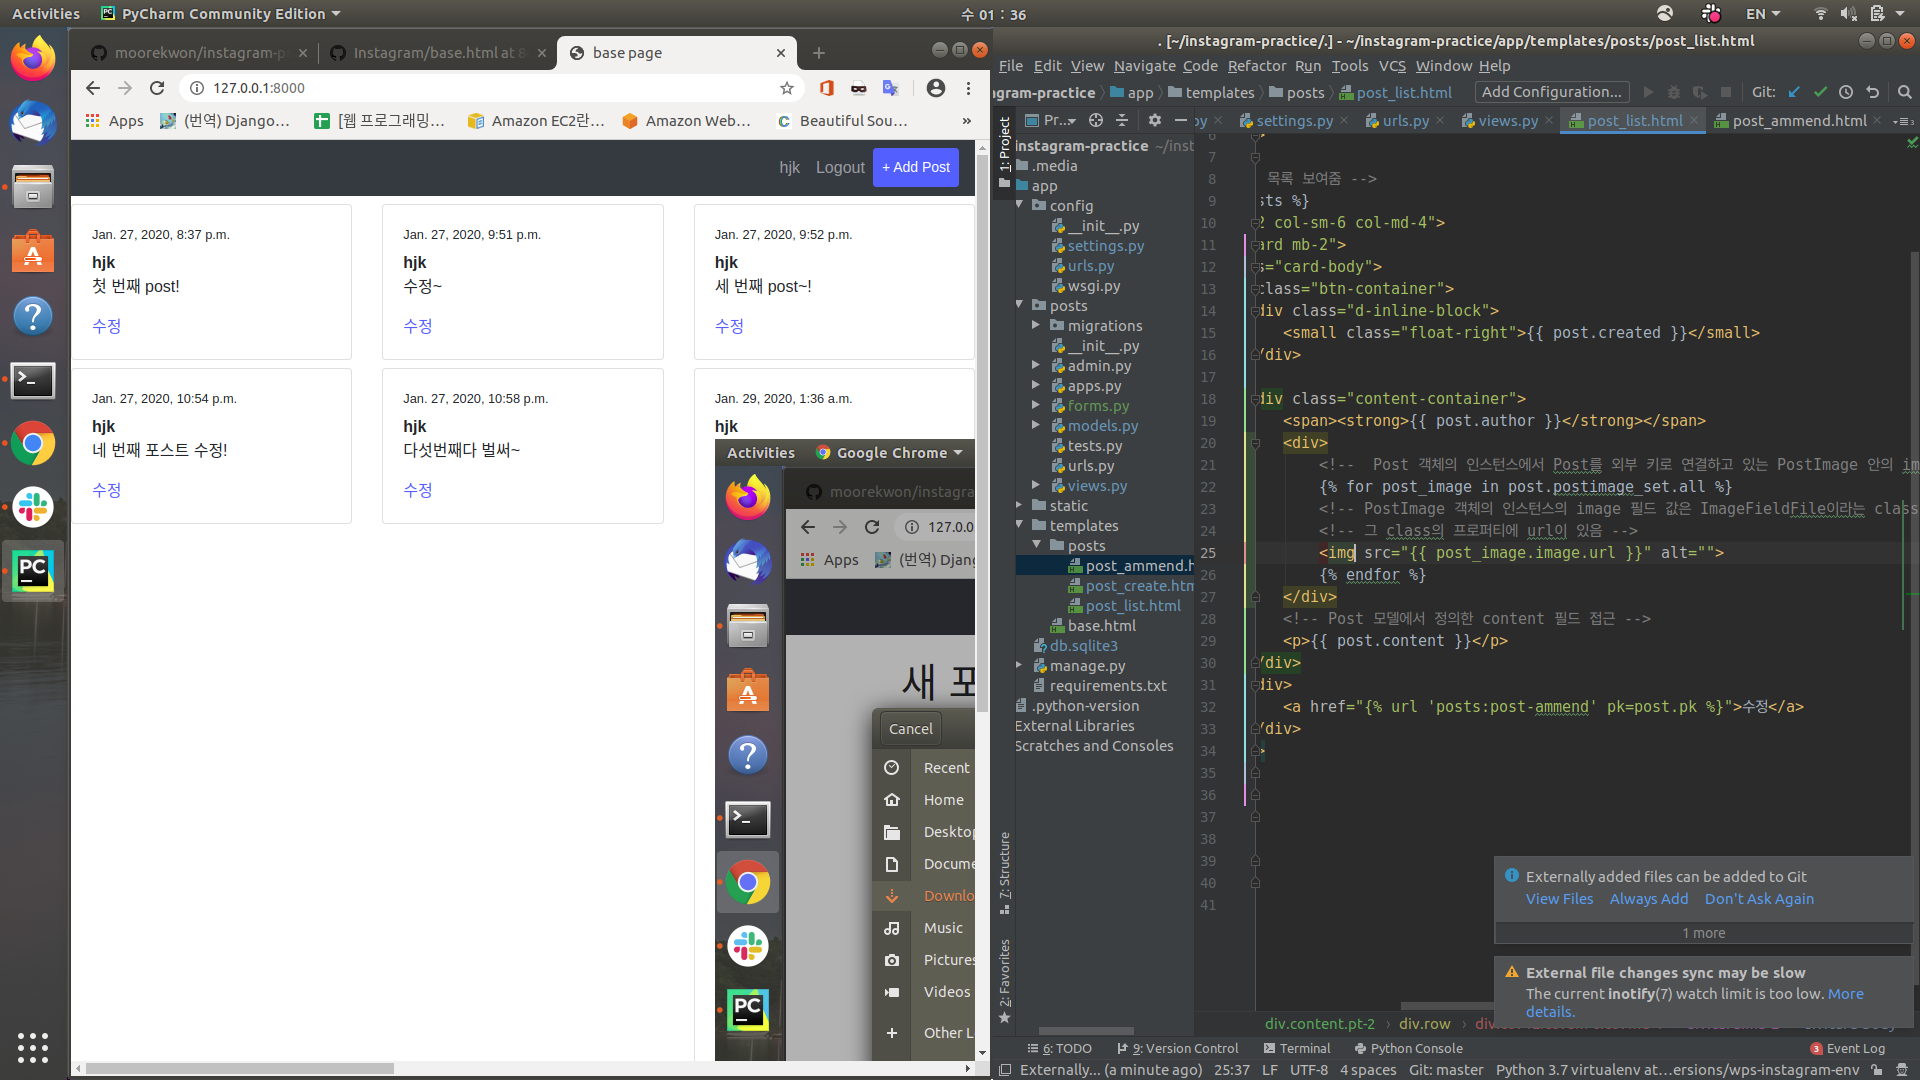 Activities
PyCharm Community Edition
수 01 : 36
EN
moorekwon/instagram-p
Instagram/base.html at 8
base page
127.0.0.1:8000
Apps
(번역) Django...
[웹 프로그래밍...
Amazon EC2란...
Amazon Web...
Beautiful Sou...
»
hjk
Logout
+ Add Post
Jan. 27, 2020, 8:37 p.m.
hjk
첫 번째 post!
수정
Jan. 27, 2020, 9:51 p.m.
hjk
수정~
수정
Jan. 27, 2020, 9:52 p.m.
hjk
세 번째 post~!
수정
Jan. 27, 2020, 10:54 p.m.
hjk
네 번째 포스트 수정!
수정
Jan. 27, 2020, 10:58 p.m.
hjk
다섯번째다 벌써~
수정
Jan. 29, 2020, 1:36 a.m.
hjk
Activities
Google Chrome
moorekwon/instagra
127.0.0
Apps
(번역) Djang
새 포
Cancel
Recent
Home
Deskto
Docume
Downlo
Music
Pictures
Videos
Other L
. [~/instagram-practice/.] - ~/instagram-practice/app/templates/posts/post_list.html
File Edit View Navigate Code Refactor Run Tools VCS Window Help
gram-practice
app
templates
posts
post_list.html
Add Configuration...
Git:
1: Project
Pr...
py
settings.py
urls.py
views.py
post_list.html
post_ammend.html
instagram-practice ~/inst
.media
app
config
__init__.py
settings.py
urls.py
wsgi.py
posts
migrations
__init__.py
admin.py
apps.py
forms.py
models.py
tests.py
urls.py
views.py
static
templates
posts
post_ammend.h
post_create.htm
post_list.html
base.html
db.sqlite3
manage.py
requirements.txt
.python-version
External Libraries
Scratches and Consoles
7: Structure
2: Favorites
6
7
8 목록 보여줌 -->
9 sts %}
10 2 col-sm-6 col-md-4">
11 ard mb-2">
12 s="card-body">
13 class="btn-container">
14 div class="d-inline-block">
15 <small class="float-right">{{ post.created }}</small>
16 /div>
17
18 div class="content-container">
19 <span><strong>{{ post.author }}</strong></span>
20 <div>
21 <!-- Post 객체의 인스턴스에서 Post를 외부 키로 연결하고 있는 PostImage 안의 im
22 {% for post_image in post.postimage_set.all %}
23 <!-- PostImage 객체의 인스턴스의 image 필드 값은 ImageFieldFile이라는 class
24 <!-- 그 class의 프로퍼티에 url이 있음 -->
25 <img src="{{ post_image.image.url }}" alt="">
26 {% endfor %}
27 </div>
28 <!-- Post 모델에서 정의한 content 필드 접근 -->
29 <p>{{ post.content }}</p>
30 /div>
31 div>
32 <a href="{% url 'posts:post-ammend' pk=post.pk %}">수정</a>
33 /div>
34 >
35
36
37
38
39
40
41
Externally added files can be added to Git
View Files Always Add Don't Ask Again
1 more
External file changes sync may be slow
The current inotify(7) watch limit is too low. More
details.
div.content.pt-2
div.row
6: TODO
9: Version Control
Terminal
Python Console
3 Event Log
Externally... (a minute ago)
25:37
LF
UTF-8
4 spaces
Git: master
Python 3.7 virtualenv at...ersions/wps-instagram-env